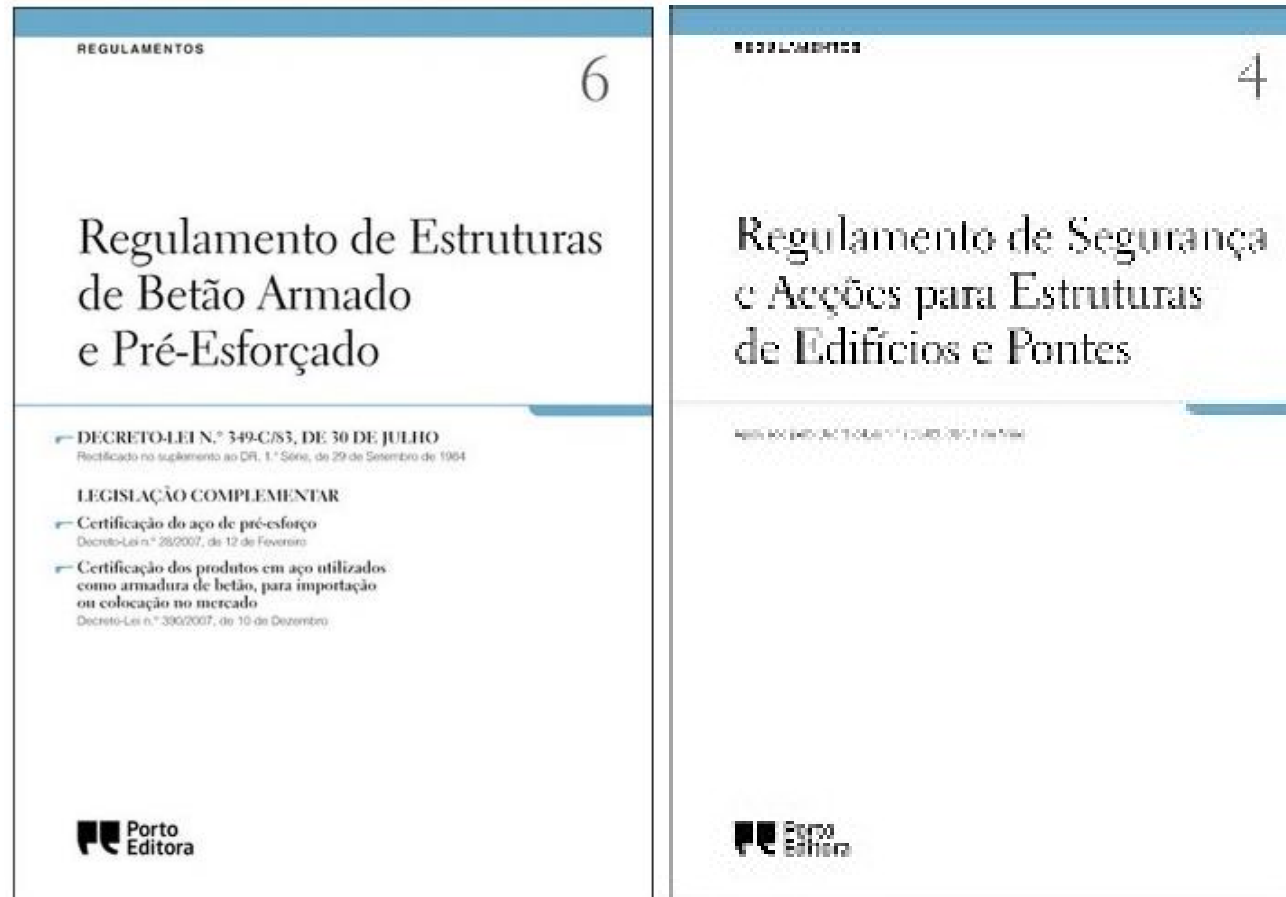 REGULAMENTOS
6
Regulamento de Estruturas
de Betão Armado
e Pré-Esforçado
DECRETO-LEI N.º 349-C/83, DE 30 DE JULHO
Rectificado no suplemento ao DR, 1.ª Série, de 29 de Setembro de 1984
LEGISLAÇÃO COMPLEMENTAR
Certificação do aço de pré-esforço
Decreto-Lei n.º 28/2007, de 12 de Fevereiro
Certificação dos produtos em aço utilizados
como armadura de betão, para importação
ou colocação no mercado
Decreto-Lei n.º 390/2007, de 10 de Dezembro
Porto
Editora
REGULAMENTOS
4
Regulamento de Segurança
e Acções para Estruturas
de Edifícios e Pontes
Porto
Editora